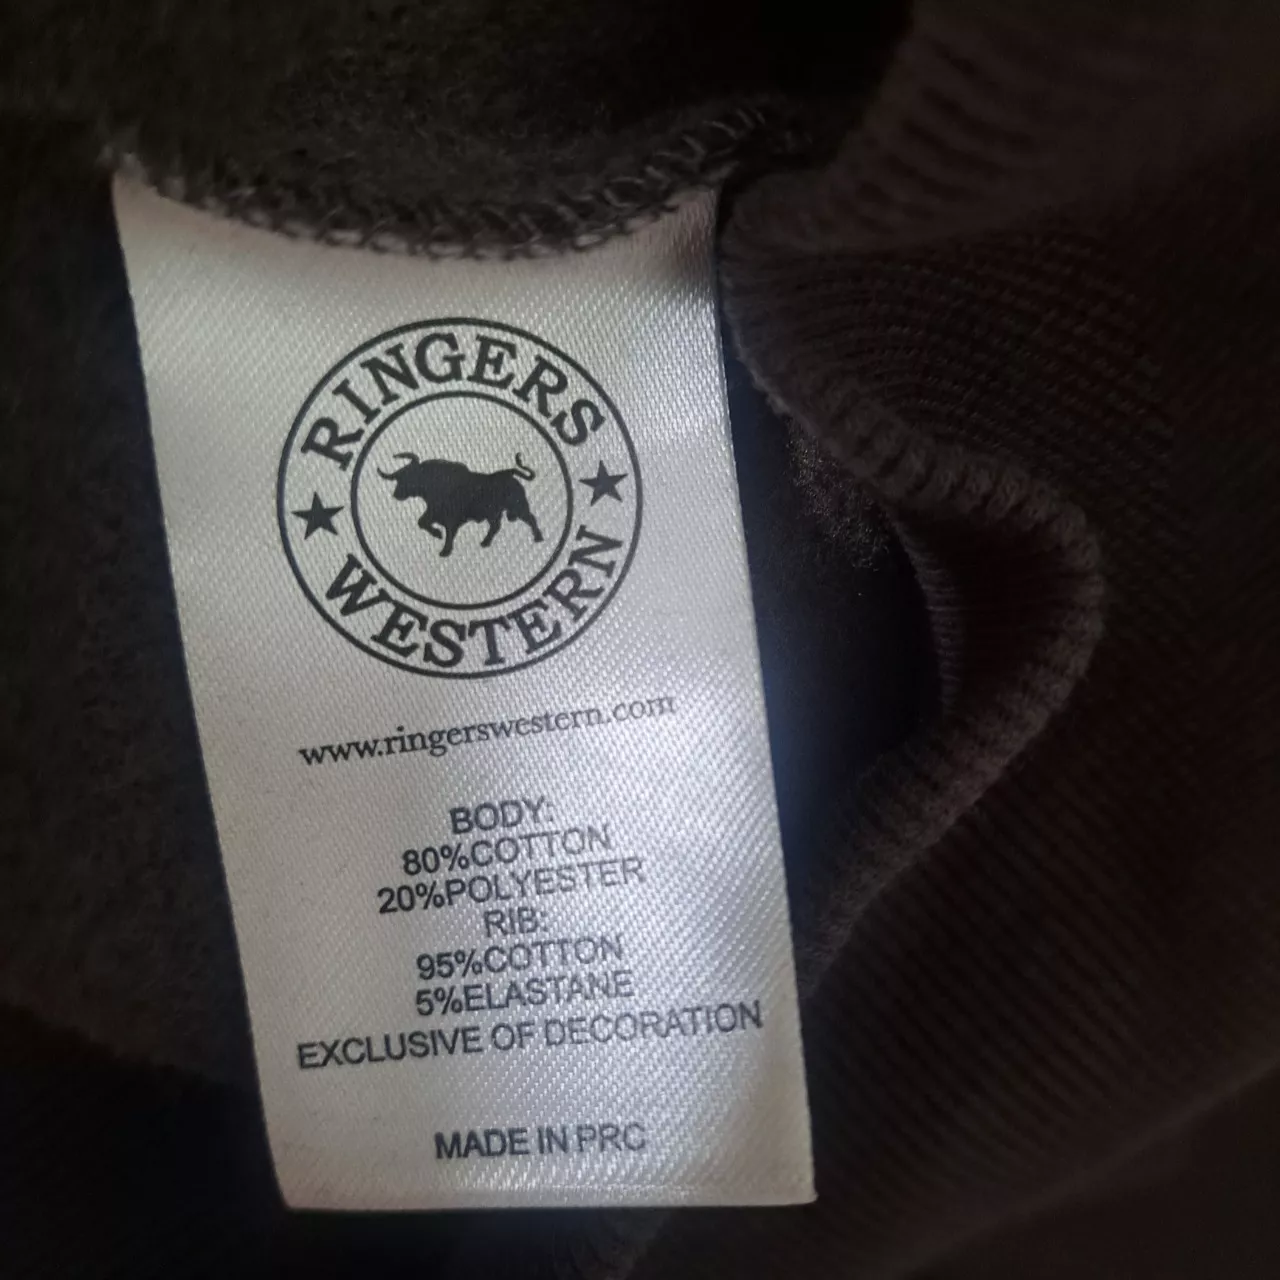 RINGERS
WESTERN
www.ringerswestern.com
BODY:
80%COTTON
20%POLYESTER
RIB:
95%COTTON
5%ELASTANE
EXCLUSIVE OF DECORATION
MADE IN PRC